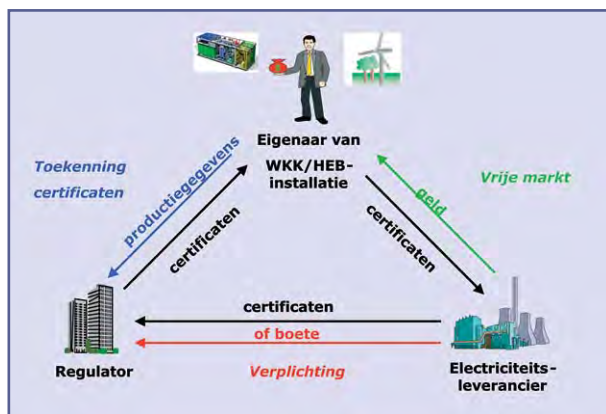 Eigenaar van
WKK/HEB-
installatie
Toekenning
certificaten
productiegegevens
certificaten
geld
certificaten
Vrije markt
certificaten
of boete
Regulator
Verplichting
Electriciteits-
leverancier